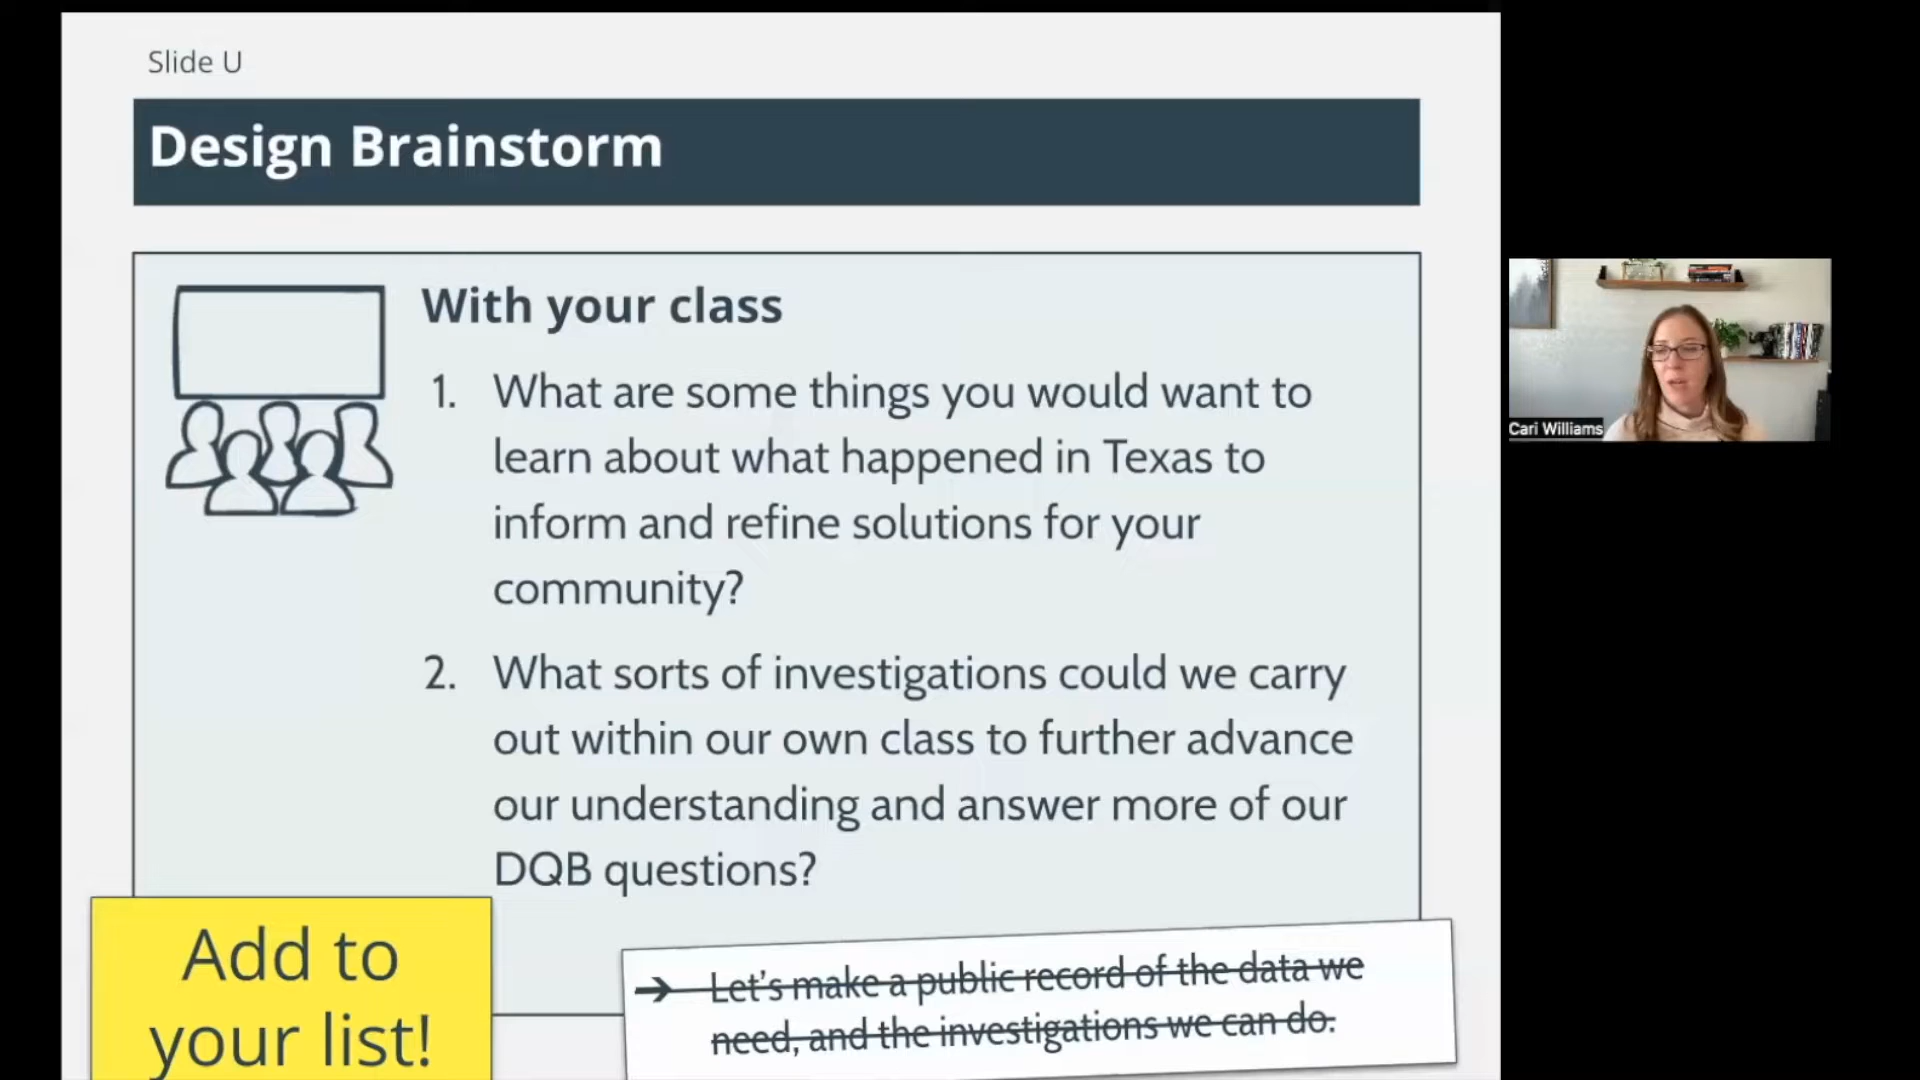 Slide U
Design Brainstorm
With your class
1. What are some things you would want to
learn about what happened in Texas to
inform and refine solutions for your
community?
2. What sorts of investigations could we carry
out within our own class to further advance
our understanding and answer more of our
DQB questions?
Add to
your list!
→ Let's make a public record of the data we
need, and the investigations we can do.
Cari Williams